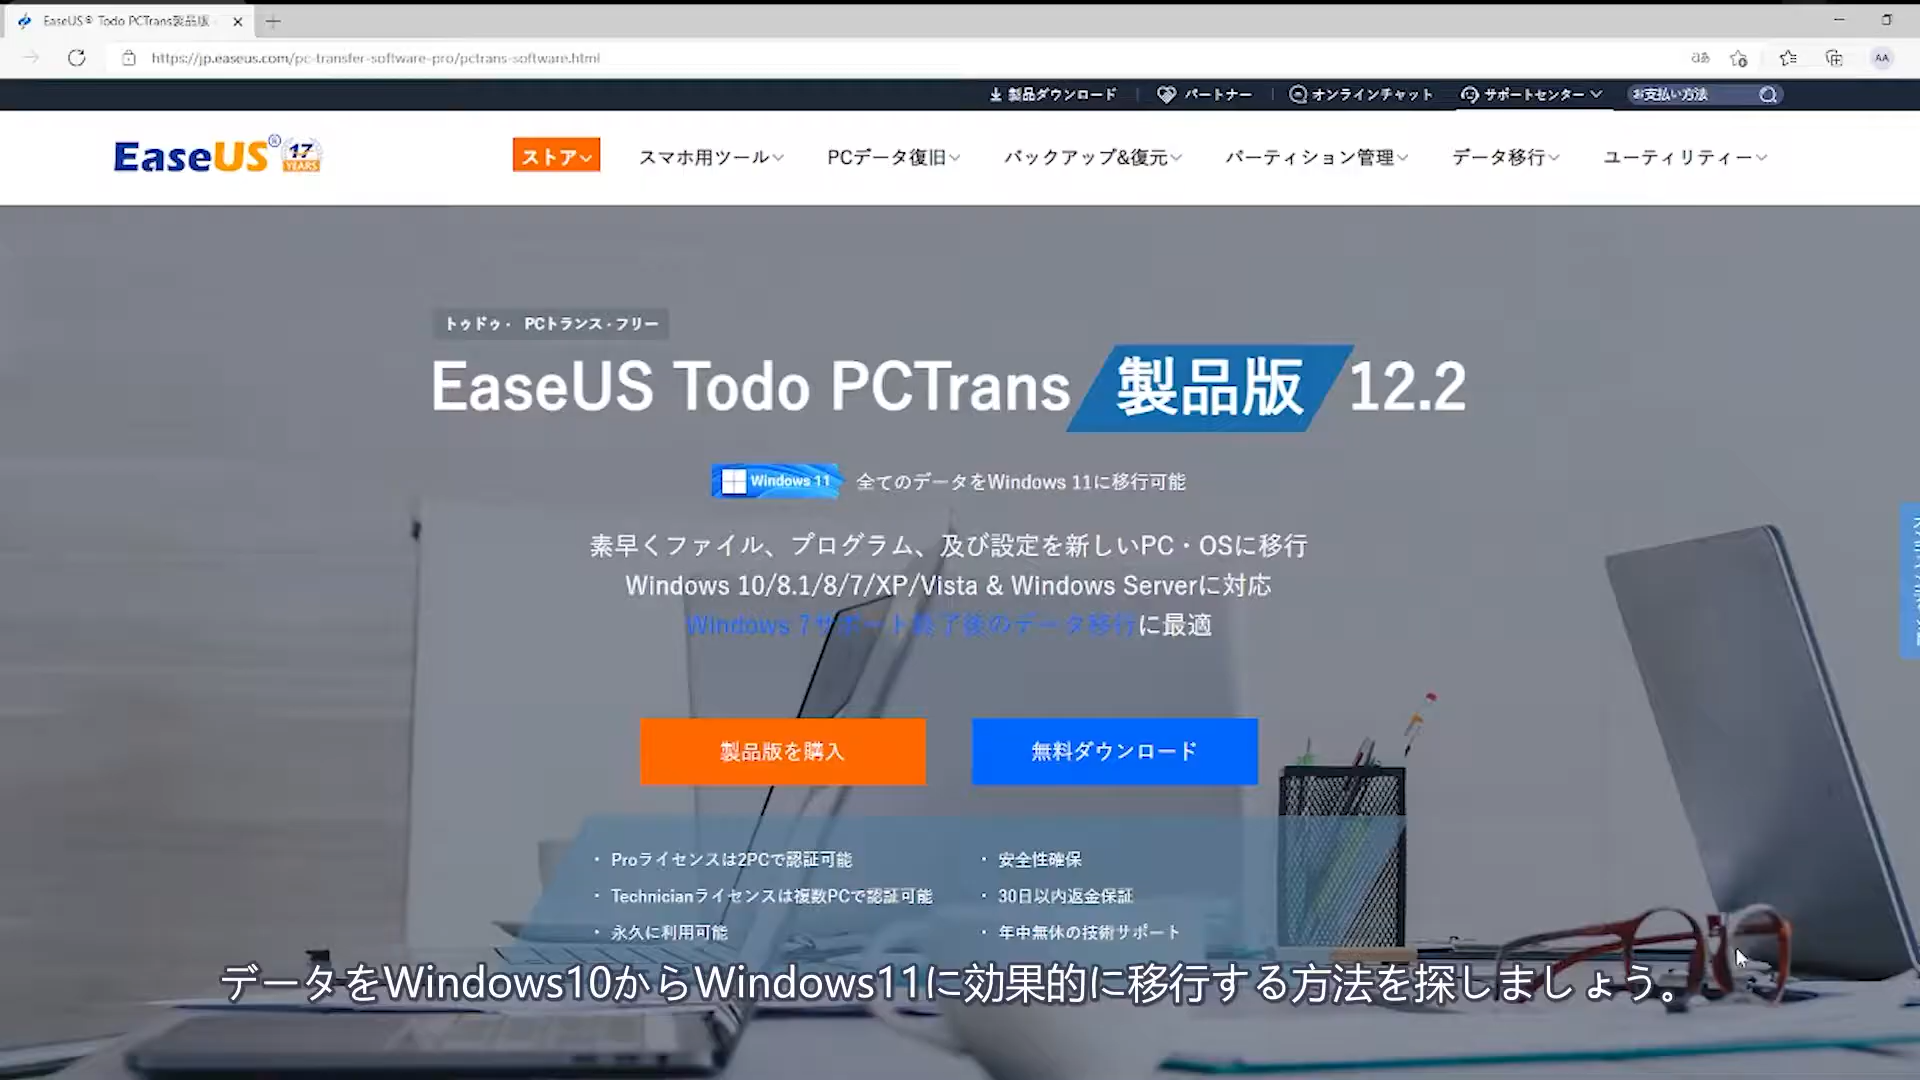 EaseUS® Todo PCTrans製品版
https://jp.easeus.com/pc-transfer-software-pro/pctrans-software.html
ああ
AA
製品ダウンロード
パートナー
オンラインチャット
サポートセンター
お支払い方法
EaseUS® 17 YEARS
ストア
スマホ用ツール
PCデータ復旧
バックアップ&復元
パーティション管理
データ移行
ユーティリティー
トゥドゥ・ PCトランス・フリー
EaseUS Todo PCTrans 製品版 12.2
Windows 11 全てのデータをWindows 11に移行可能
素早くファイル、プログラム、及び設定を新しいPC・OSに移行
Windows 10/8.1/8/7/XP/Vista & Windows Serverに対応
Windows 7サポート終了後のデータ移行に最適
製品版を購入
無料ダウンロード
・ Proライセンスは2PCで認証可能
・ Technicianライセンスは複数PCで認証可能
・ 永久に利用可能
・ 安全性確保
・ 30日以内返金保証
・ 年中無休の技術サポート
データをWindows10からWindows11に効果的に移行する方法を探しましょう。